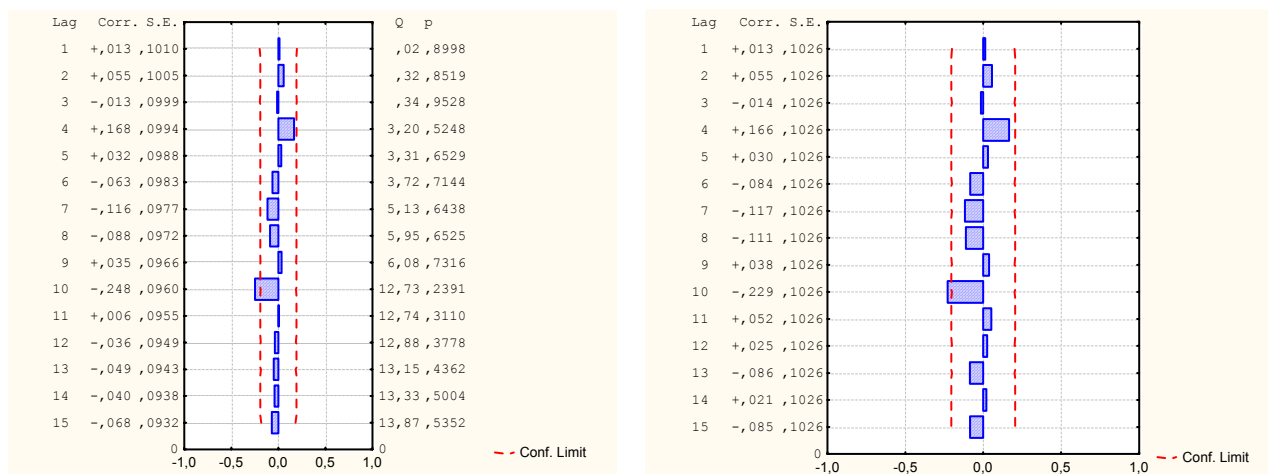 Lag Corr. S.E. Q p
1 +,013 ,1010 ,02 ,8998
2 +,055 ,1005 ,32 ,8519
3 -,013 ,0999 ,34 ,9528
4 +,168 ,0994 3,20 ,5248
5 +,032 ,0988 3,31 ,6529
6 -,063 ,0983 3,72 ,7144
7 -,116 ,0977 5,13 ,6438
8 -,088 ,0972 5,95 ,6525
9 +,035 ,0966 6,08 ,7316
10 -,248 ,0960 12,73 ,2391
11 +,006 ,0955 12,74 ,3110
12 -,036 ,0949 12,88 ,3778
13 -,049 ,0943 13,15 ,4362
14 -,040 ,0938 13,33 ,5004
15 -,068 ,0932 13,87 ,5352
0 0
-1,0 -0,5 0,0 0,5 1,0
Conf. Limit
Lag Corr. S.E.
1 +,013 ,1026
2 +,055 ,1026
3 -,014 ,1026
4 +,166 ,1026
5 +,030 ,1026
6 -,084 ,1026
7 -,117 ,1026
8 -,111 ,1026
9 +,038 ,1026
10 -,229 ,1026
11 +,052 ,1026
12 +,025 ,1026
13 -,086 ,1026
14 +,021 ,1026
15 -,085 ,1026
0
-1,0 -0,5 0,0 0,5 1,0
Conf. Limit